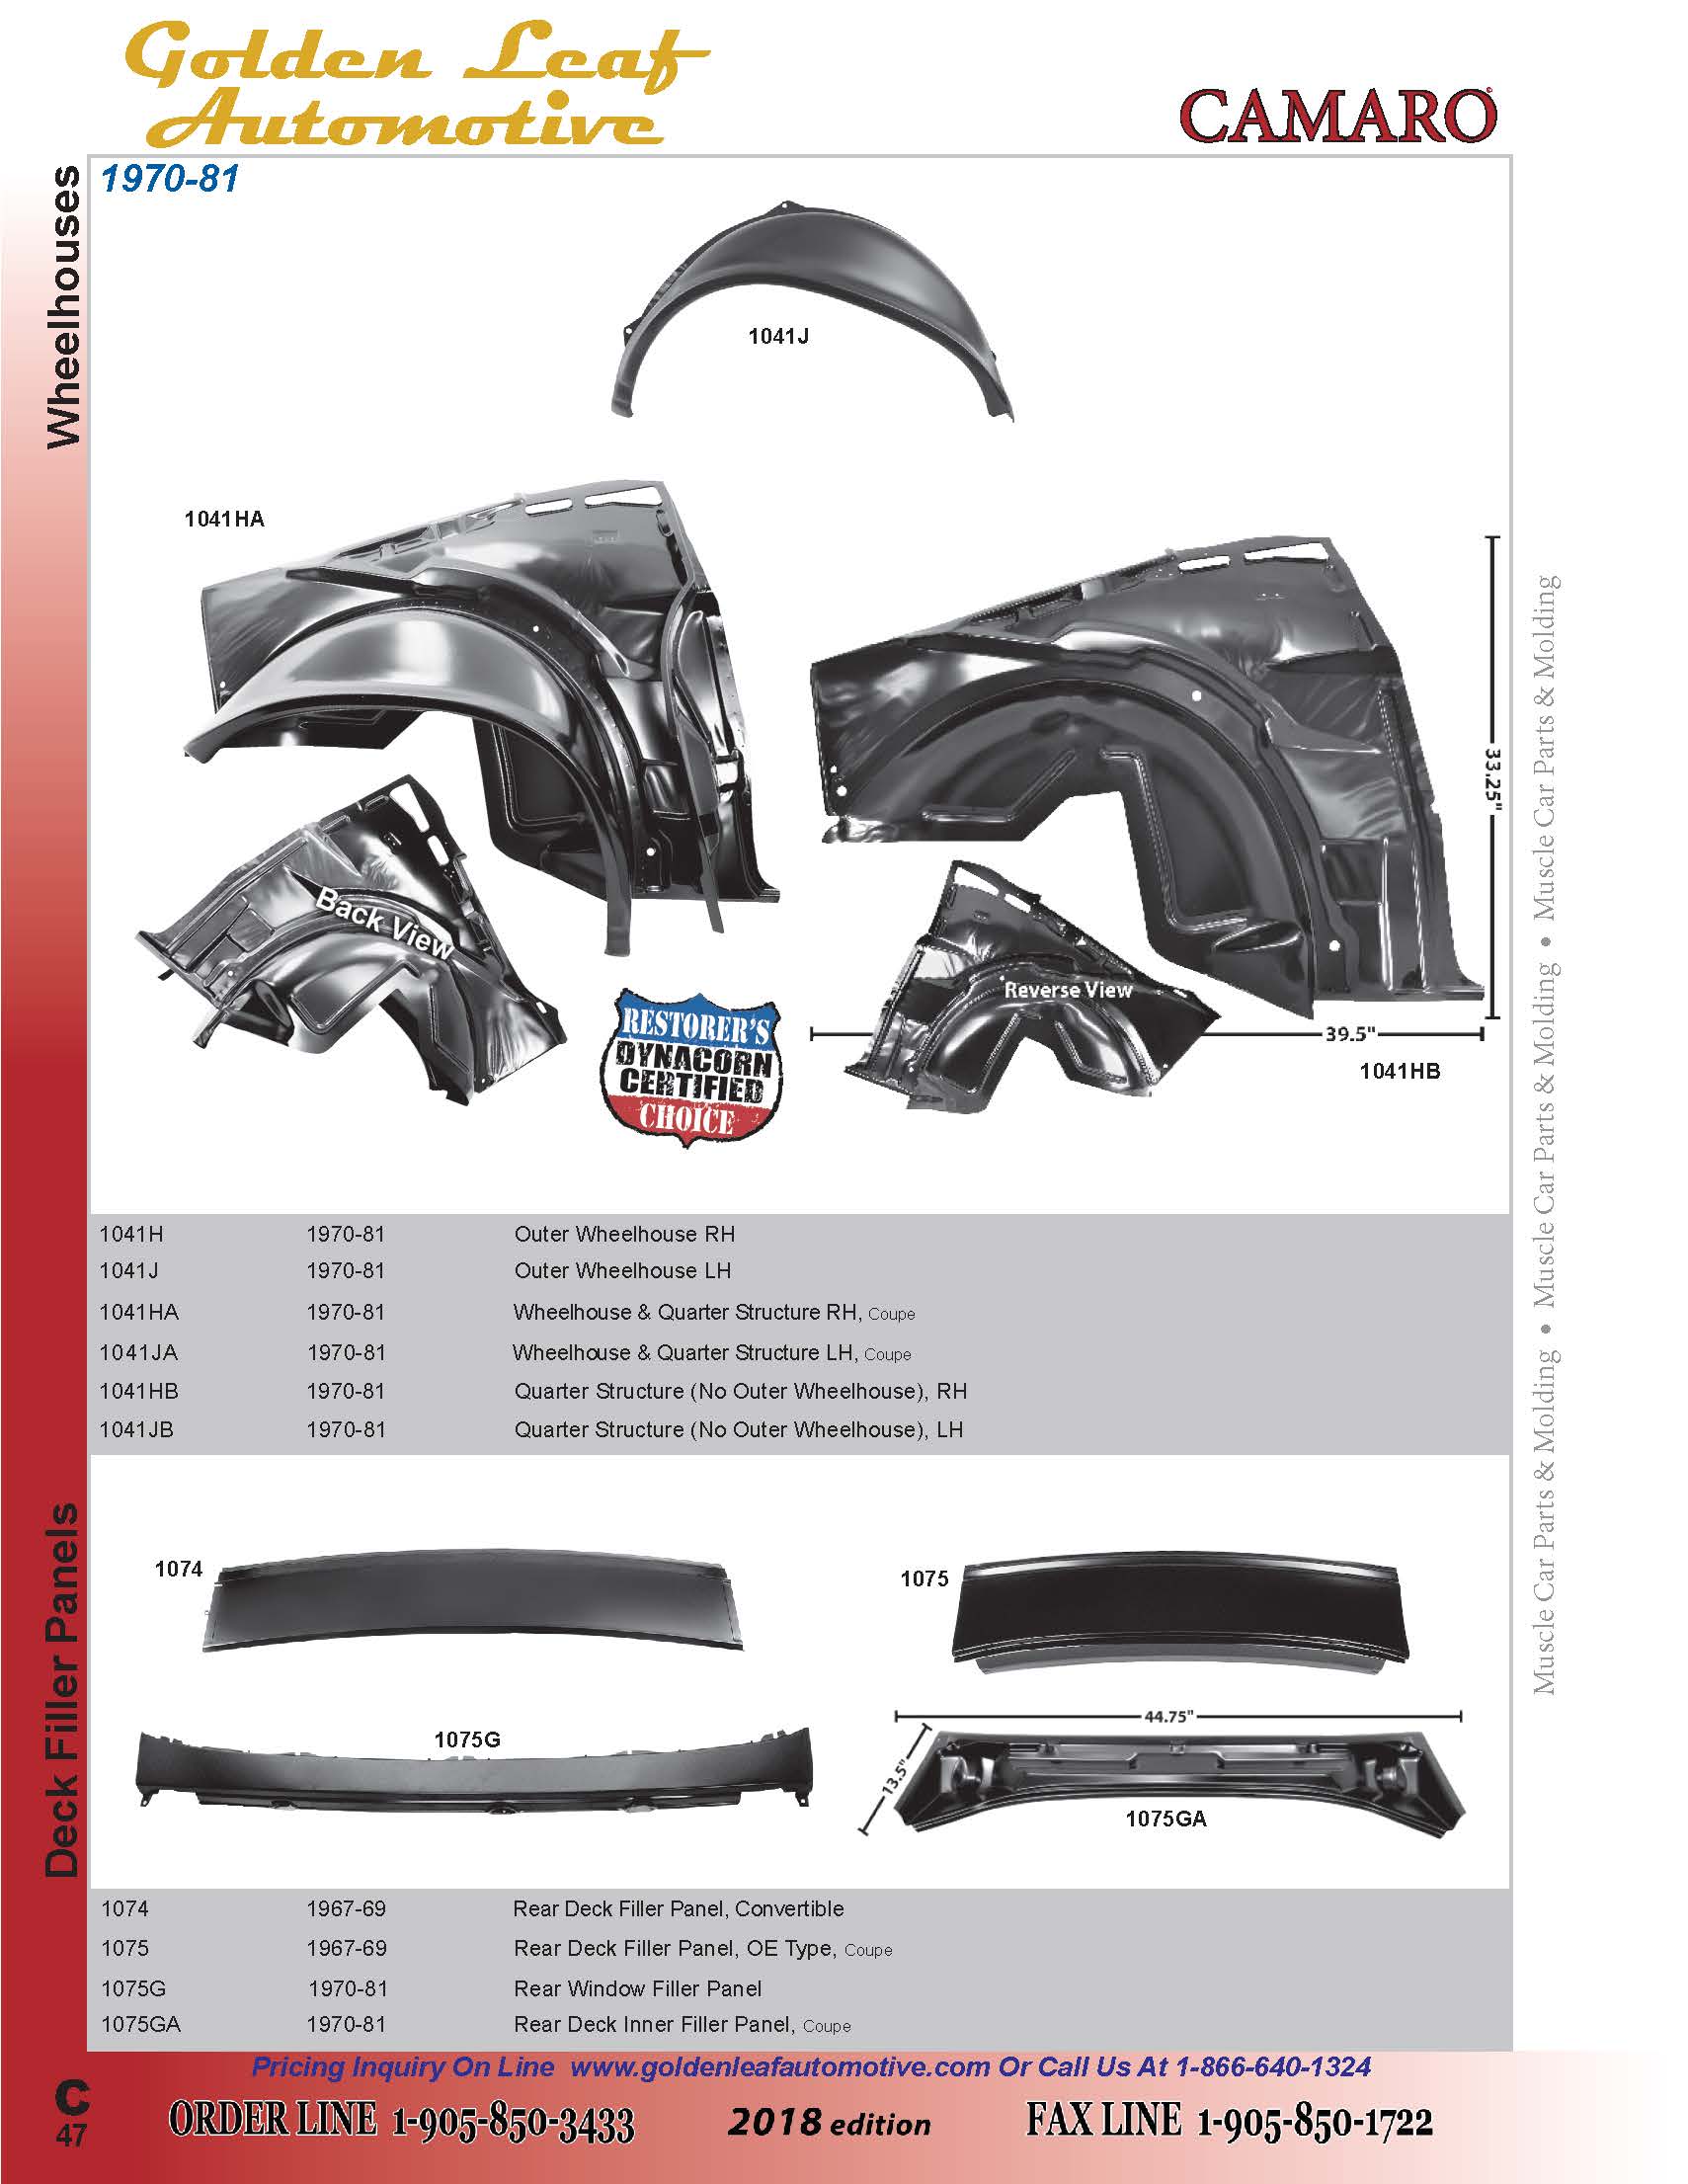 Golden Leaf
Automotive
CAMARO
Wheelhouses
1970-81
1041J
1041HA
33.25"
Back View
Reverse View
RESTORER'S
DYNACORN
CERTIFIED
CHOICE
39.5"
1041HB
1041H 1970-81 Outer Wheelhouse RH
1041J 1970-81 Outer Wheelhouse LH
1041HA 1970-81 Wheelhouse & Quarter Structure RH, Coupe
1041JA 1970-81 Wheelhouse & Quarter Structure LH, Coupe
1041HB 1970-81 Quarter Structure (No Outer Wheelhouse), RH
1041JB 1970-81 Quarter Structure (No Outer Wheelhouse), LH
Deck Filler Panels
1074
1075
1075G
44.75"
13.5"
1075GA
1074 1967-69 Rear Deck Filler Panel, Convertible
1075 1967-69 Rear Deck Filler Panel, OE Type, Coupe
1075G 1970-81 Rear Window Filler Panel
1075GA 1970-81 Rear Deck Inner Filler Panel, Coupe
Muscle Car Parts & Molding • Muscle Car Parts & Molding • Muscle Car Parts & Molding
Pricing Inquiry On Line www.goldenleafautomotive.com Or Call Us At 1-866-640-1324
C
47
ORDER LINE 1-905-850-3433 2018 edition FAX LINE 1-905-850-1722